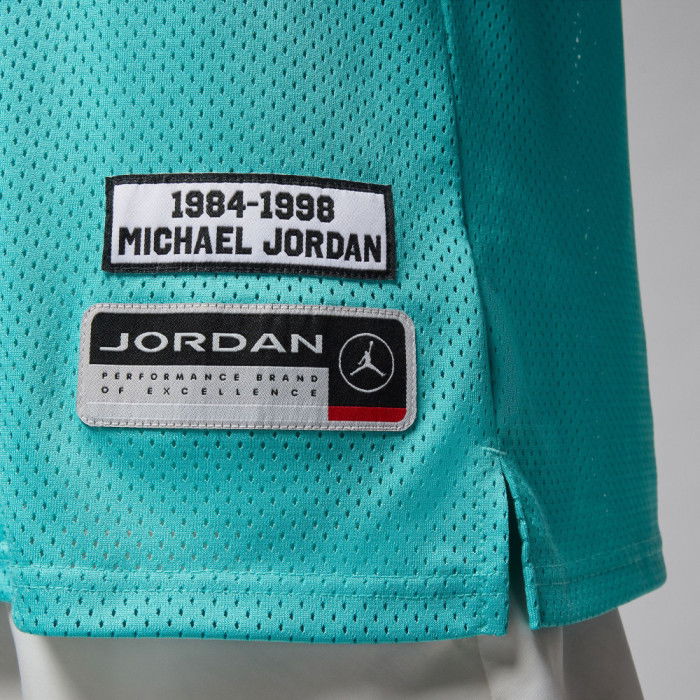 1984-1998
MICHAEL JORDAN
JORDAN
PERFORMANCE BRAND
OF EXCELLENCE